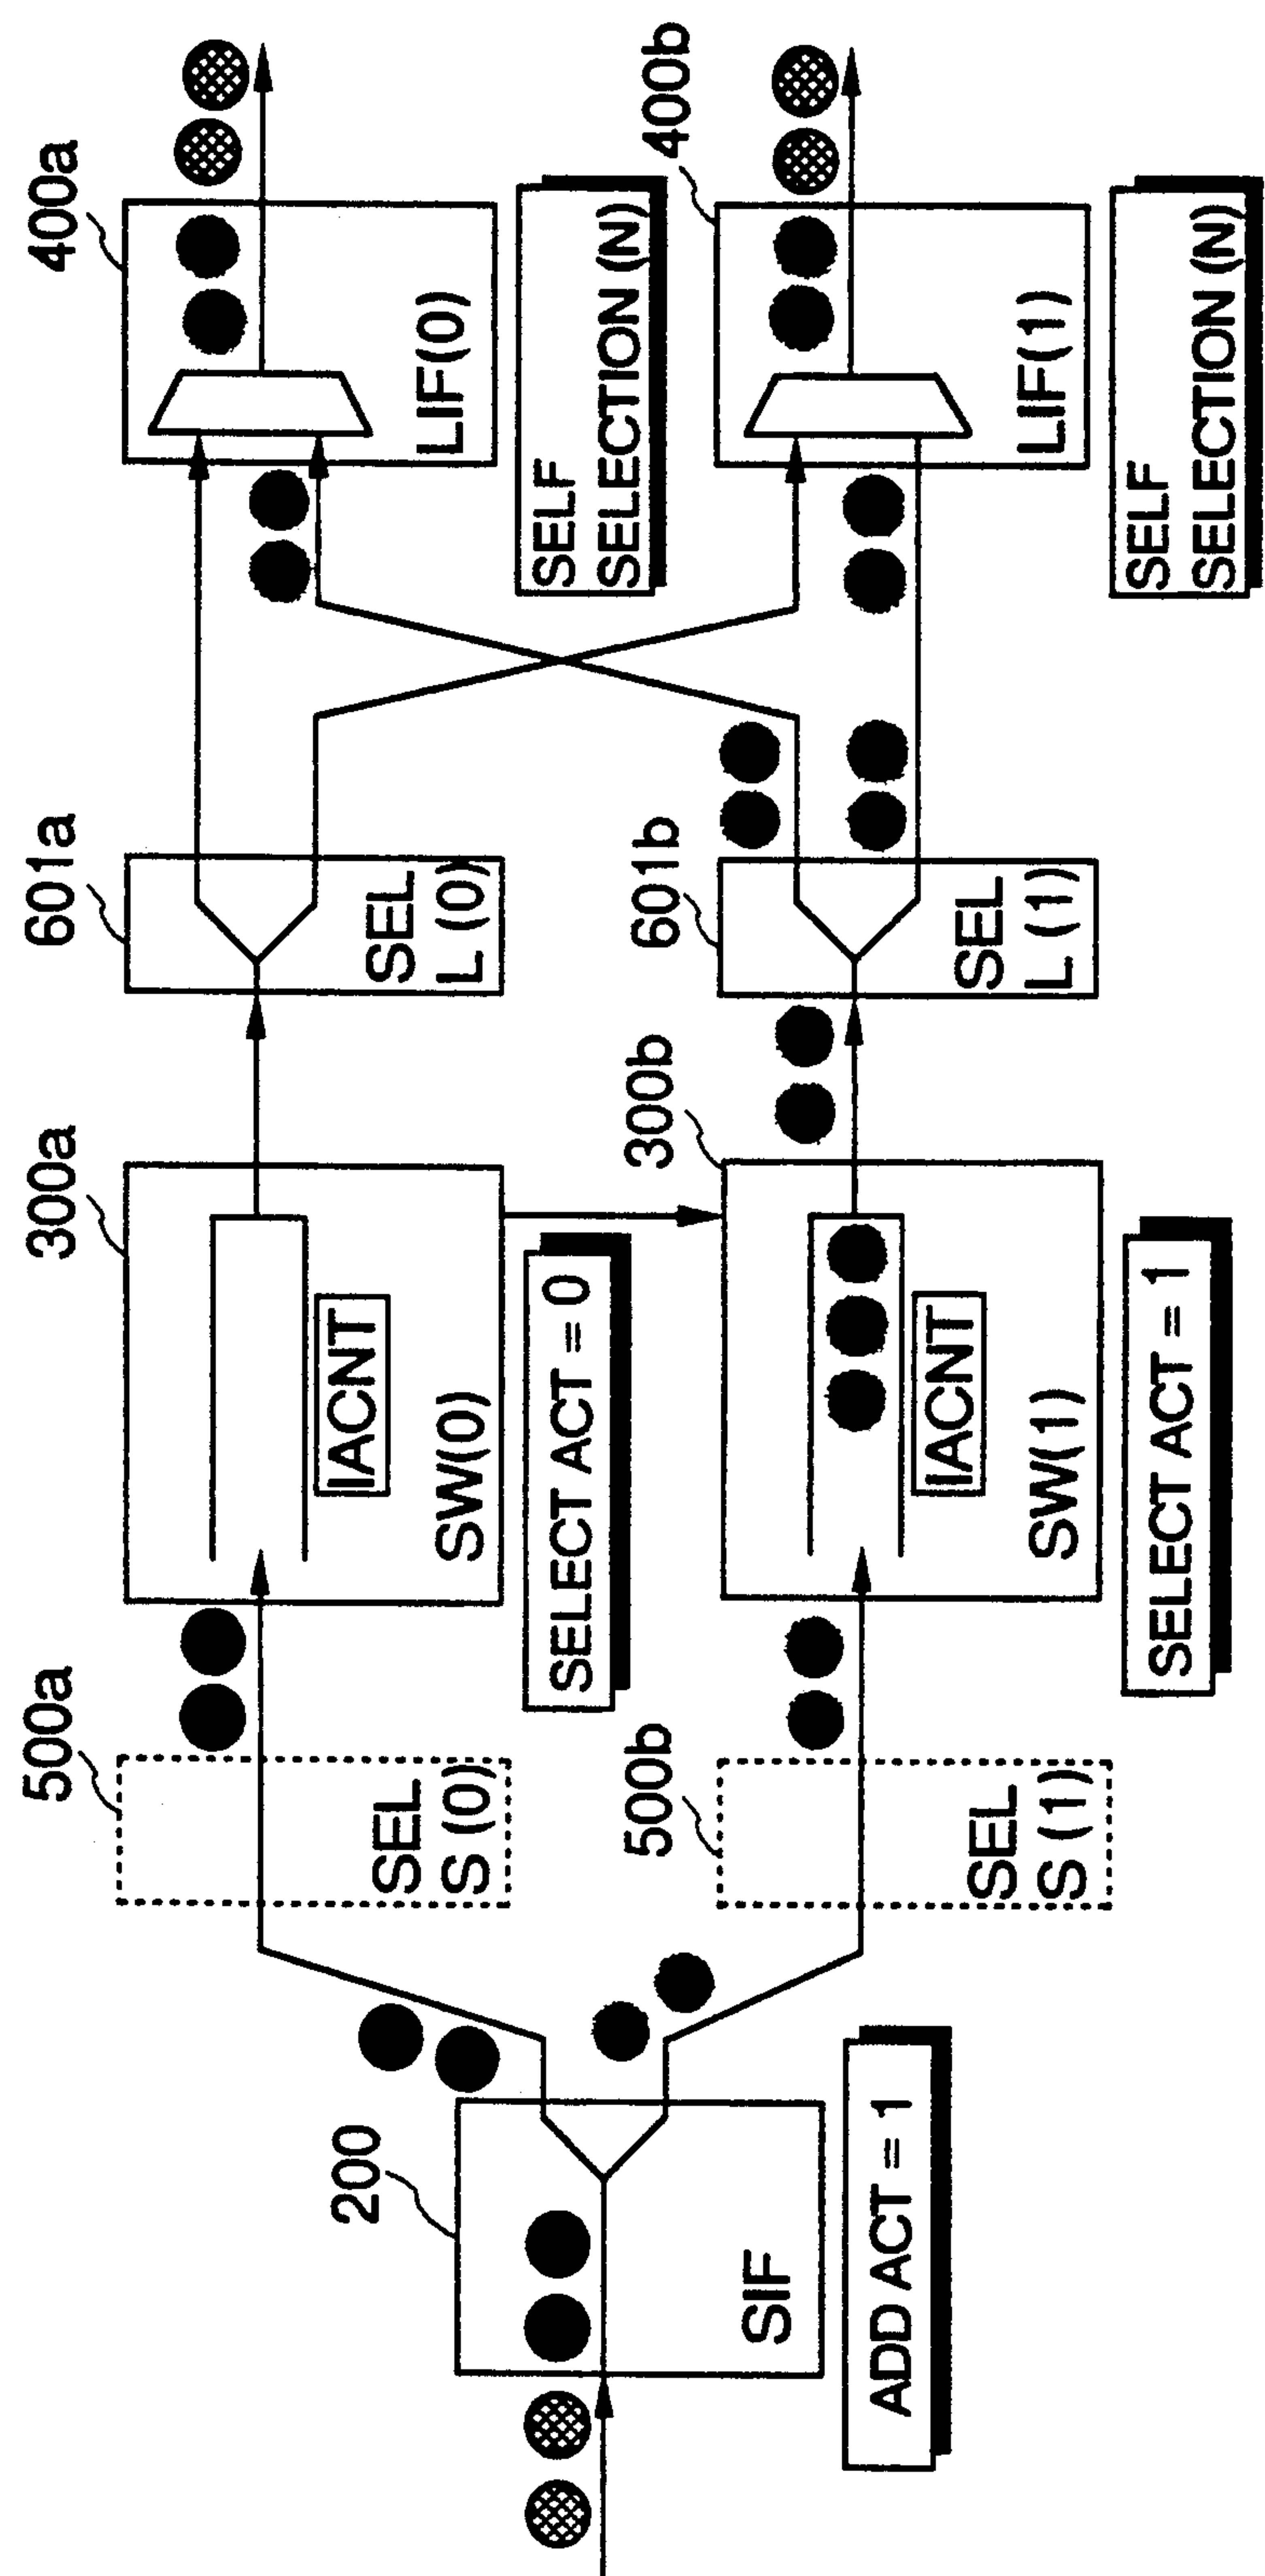 200
SIF
ADD ACT = 1
500a
SEL
S (0)
500b
SEL
S (1)
300a
IACNT
SW(0)
SELECT ACT = 0
300b
IACNT
SW(1)
SELECT ACT = 1
601a
SEL
L (0)
601b
SEL
L (1)
400a
LIF(0)
SELF
SELECTION (N)
400b
LIF(1)
SELF
SELECTION (N)